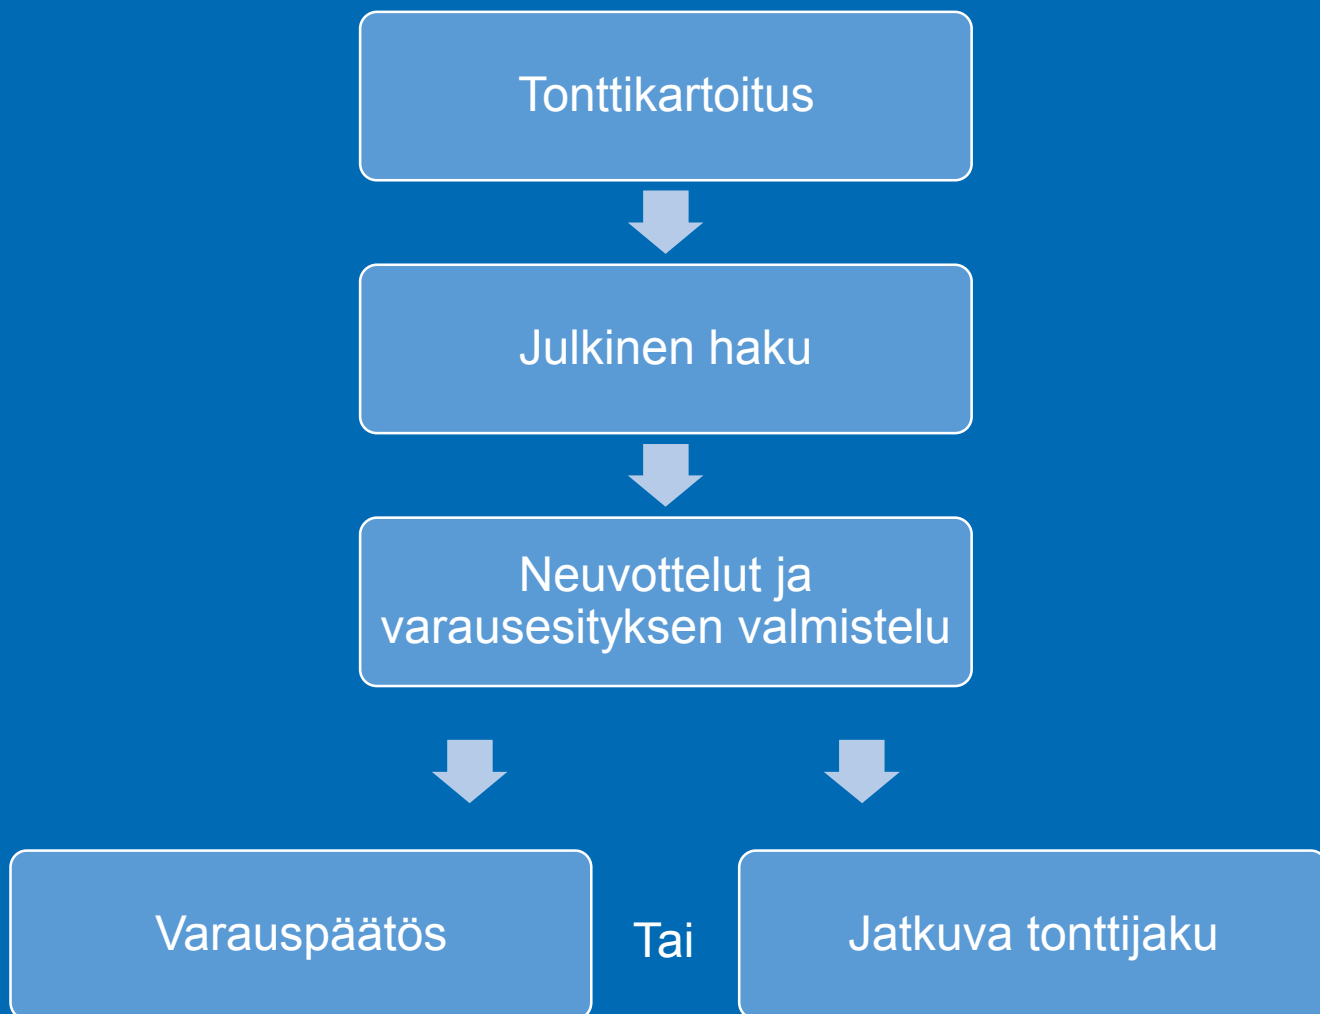 Tonttikartoitus
Julkinen haku
Neuvottelut ja
varausesityksen valmistelu
Varauspäätös
Tai
Jatkuva tonttijaku